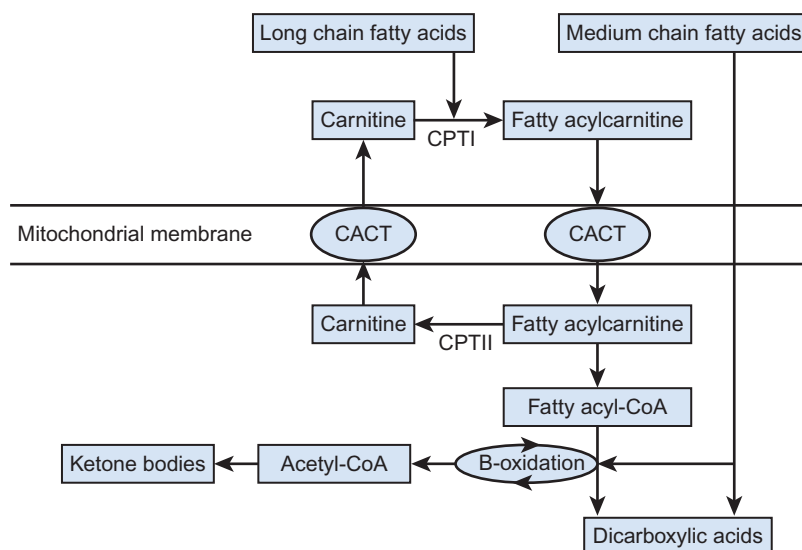 Long chain fatty acids
Medium chain fatty acids
Carnitine
CPTI
Fatty acylcarnitine
Mitochondrial membrane
CACT
CACT
Carnitine
CPTII
Fatty acylcarnitine
Fatty acyl-CoA
Ketone bodies
Acetyl-CoA
B-oxidation
Dicarboxylic acids